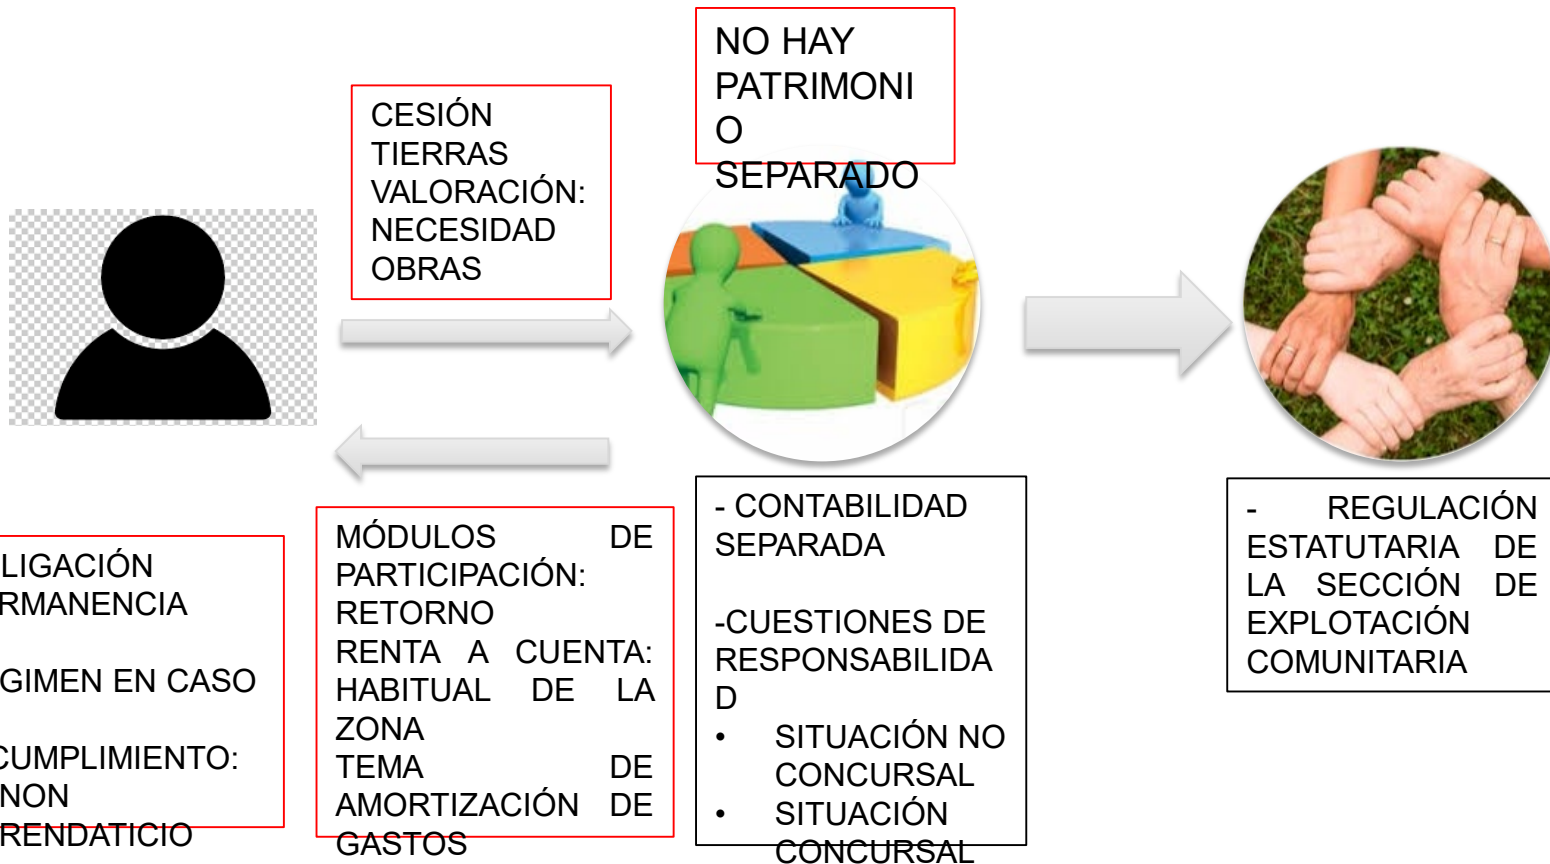 NO HAY
PATRIMONI
O
SEPARADO
CESIÓN
TIERRAS
VALORACIÓN:
NECESIDAD
OBRAS
LIGACIÓN
RMANENCIA
GIMEN EN CASO
CUMPLIMIENTO:
NON
RENDATICIO
MÓDULOS DE
PARTICIPACIÓN:
RETORNO
RENTA A CUENTA:
HABITUAL DE LA
ZONA
TEMA DE
AMORTIZACIÓN DE
GASTOS
- CONTABILIDAD
SEPARADA
-CUESTIONES DE
RESPONSABILIDA
D
• SITUACIÓN NO
CONCURSAL
• SITUACIÓN
CONCURSAL
- REGULACIÓN
ESTATUTARIA DE
LA SECCIÓN DE
EXPLOTACIÓN
COMUNITARIA